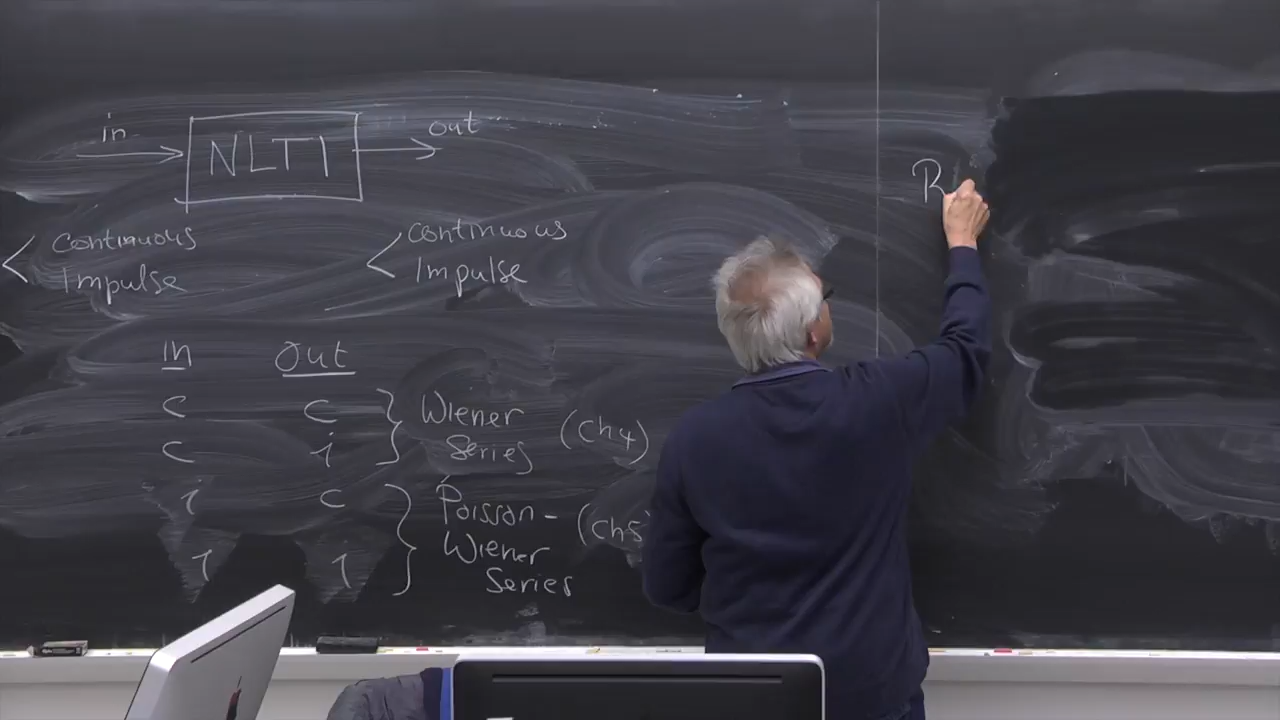 in NLTI out
< Continuous < Continuous
Impulse Impulse
In Out
C C } Wiener (Ch4)
C i Series
i C } Poisson- (Ch5
i i Wiener
Series
R